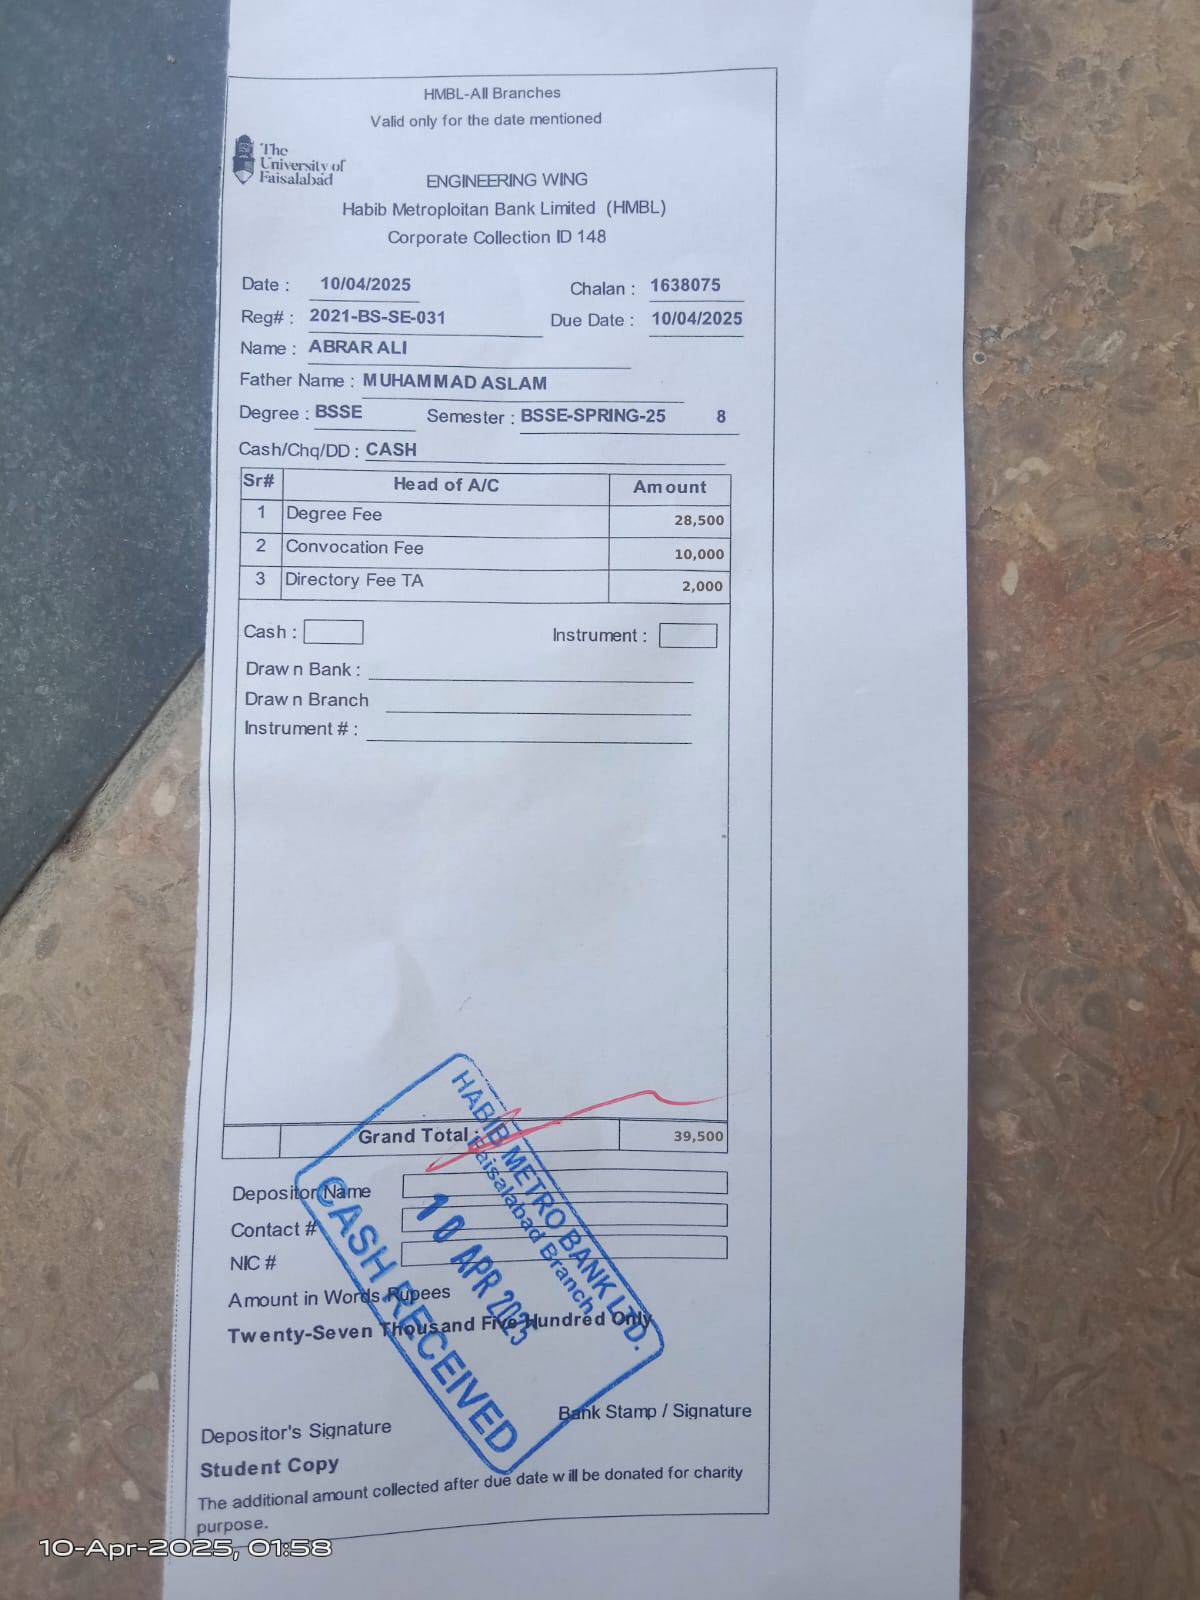 HMBL-All Branches
Valid only for the date mentioned
The
University of
Faisalabad
ENGINEERING WING
Habib Metroploitan Bank Limited (HMBL)
Corporate Collection ID 148
Date : 10/04/2025 Chalan : 1638075
Reg# : 2021-BS-SE-031 Due Date : 10/04/2025
Name : ABRAR ALI
Father Name : MUHAMMAD ASLAM
Degree : BSSE Semester : BSSE-SPRING-25 8
Cash/Chq/DD : CASH
Sr# Head of A/C Amount
1 Degree Fee 28,500
2 Convocation Fee 10,000
3 Directory Fee TA 2,000
Cash : Instrument :
Drawn Bank :
Drawn Branch
Instrument # :
Grand Total : 39,500
Depositor Name
Contact #
NIC #
Amount in Words Rupees
Twenty-Seven Thousand Five Hundred Only
HABIB METRO BANK LTD.
Faisalabad Branch
10 APR 2025
CASH RECEIVED
Bank Stamp / Signature
Depositor's Signature
Student Copy
The additional amount collected after due date will be donated for charity
purpose.
10-Apr-2025, 01:58